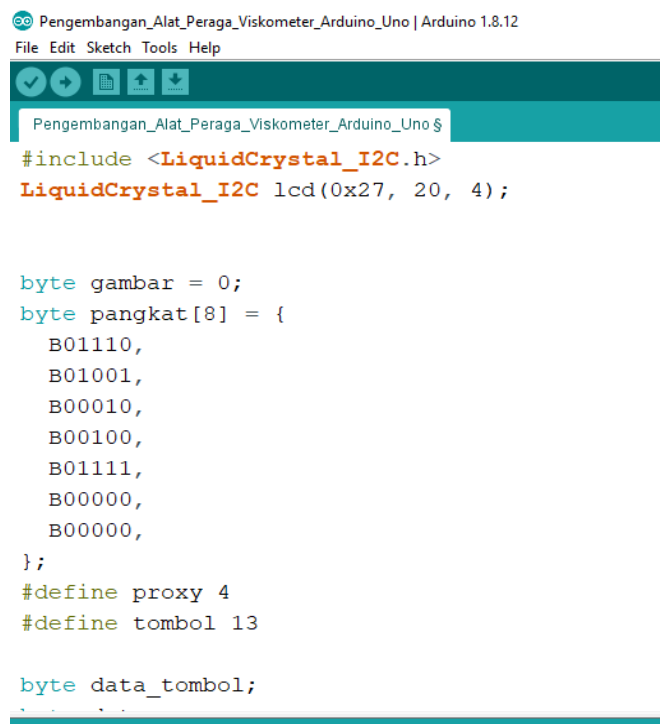 Pengembangan_Alat_Peraga_Viskometer_Arduino_Uno | Arduino 1.8.12
File Edit Sketch Tools Help
Pengembangan_Alat_Peraga_Viskometer_Arduino_Uno §
#include <LiquidCrystal_I2C.h>
LiquidCrystal_I2C lcd(0x27, 20, 4);
byte gambar = 0;
byte pangkat[8] = {
B01110,
B01001,
B00010,
B00100,
B01111,
B00000,
B00000,
};
#define proxy 4
#define tombol 13
byte data_tombol;